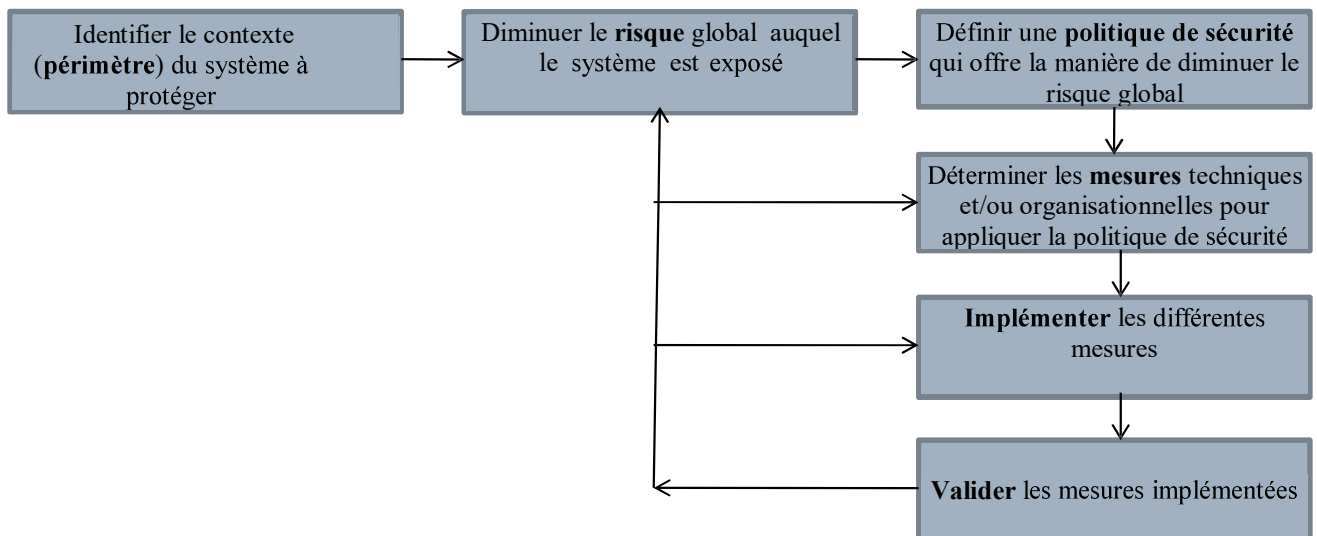 Identifier le contexte
(périmètre) du système à
protéger
Diminuer le risque global auquel
le système est exposé
Définir une politique de sécurité
qui offre la manière de diminuer le
risque global
Déterminer les mesures techniques
et/ou organisationnelles pour
appliquer la politique de sécurité
Implémenter les différentes
mesures
Valider les mesures implémentées